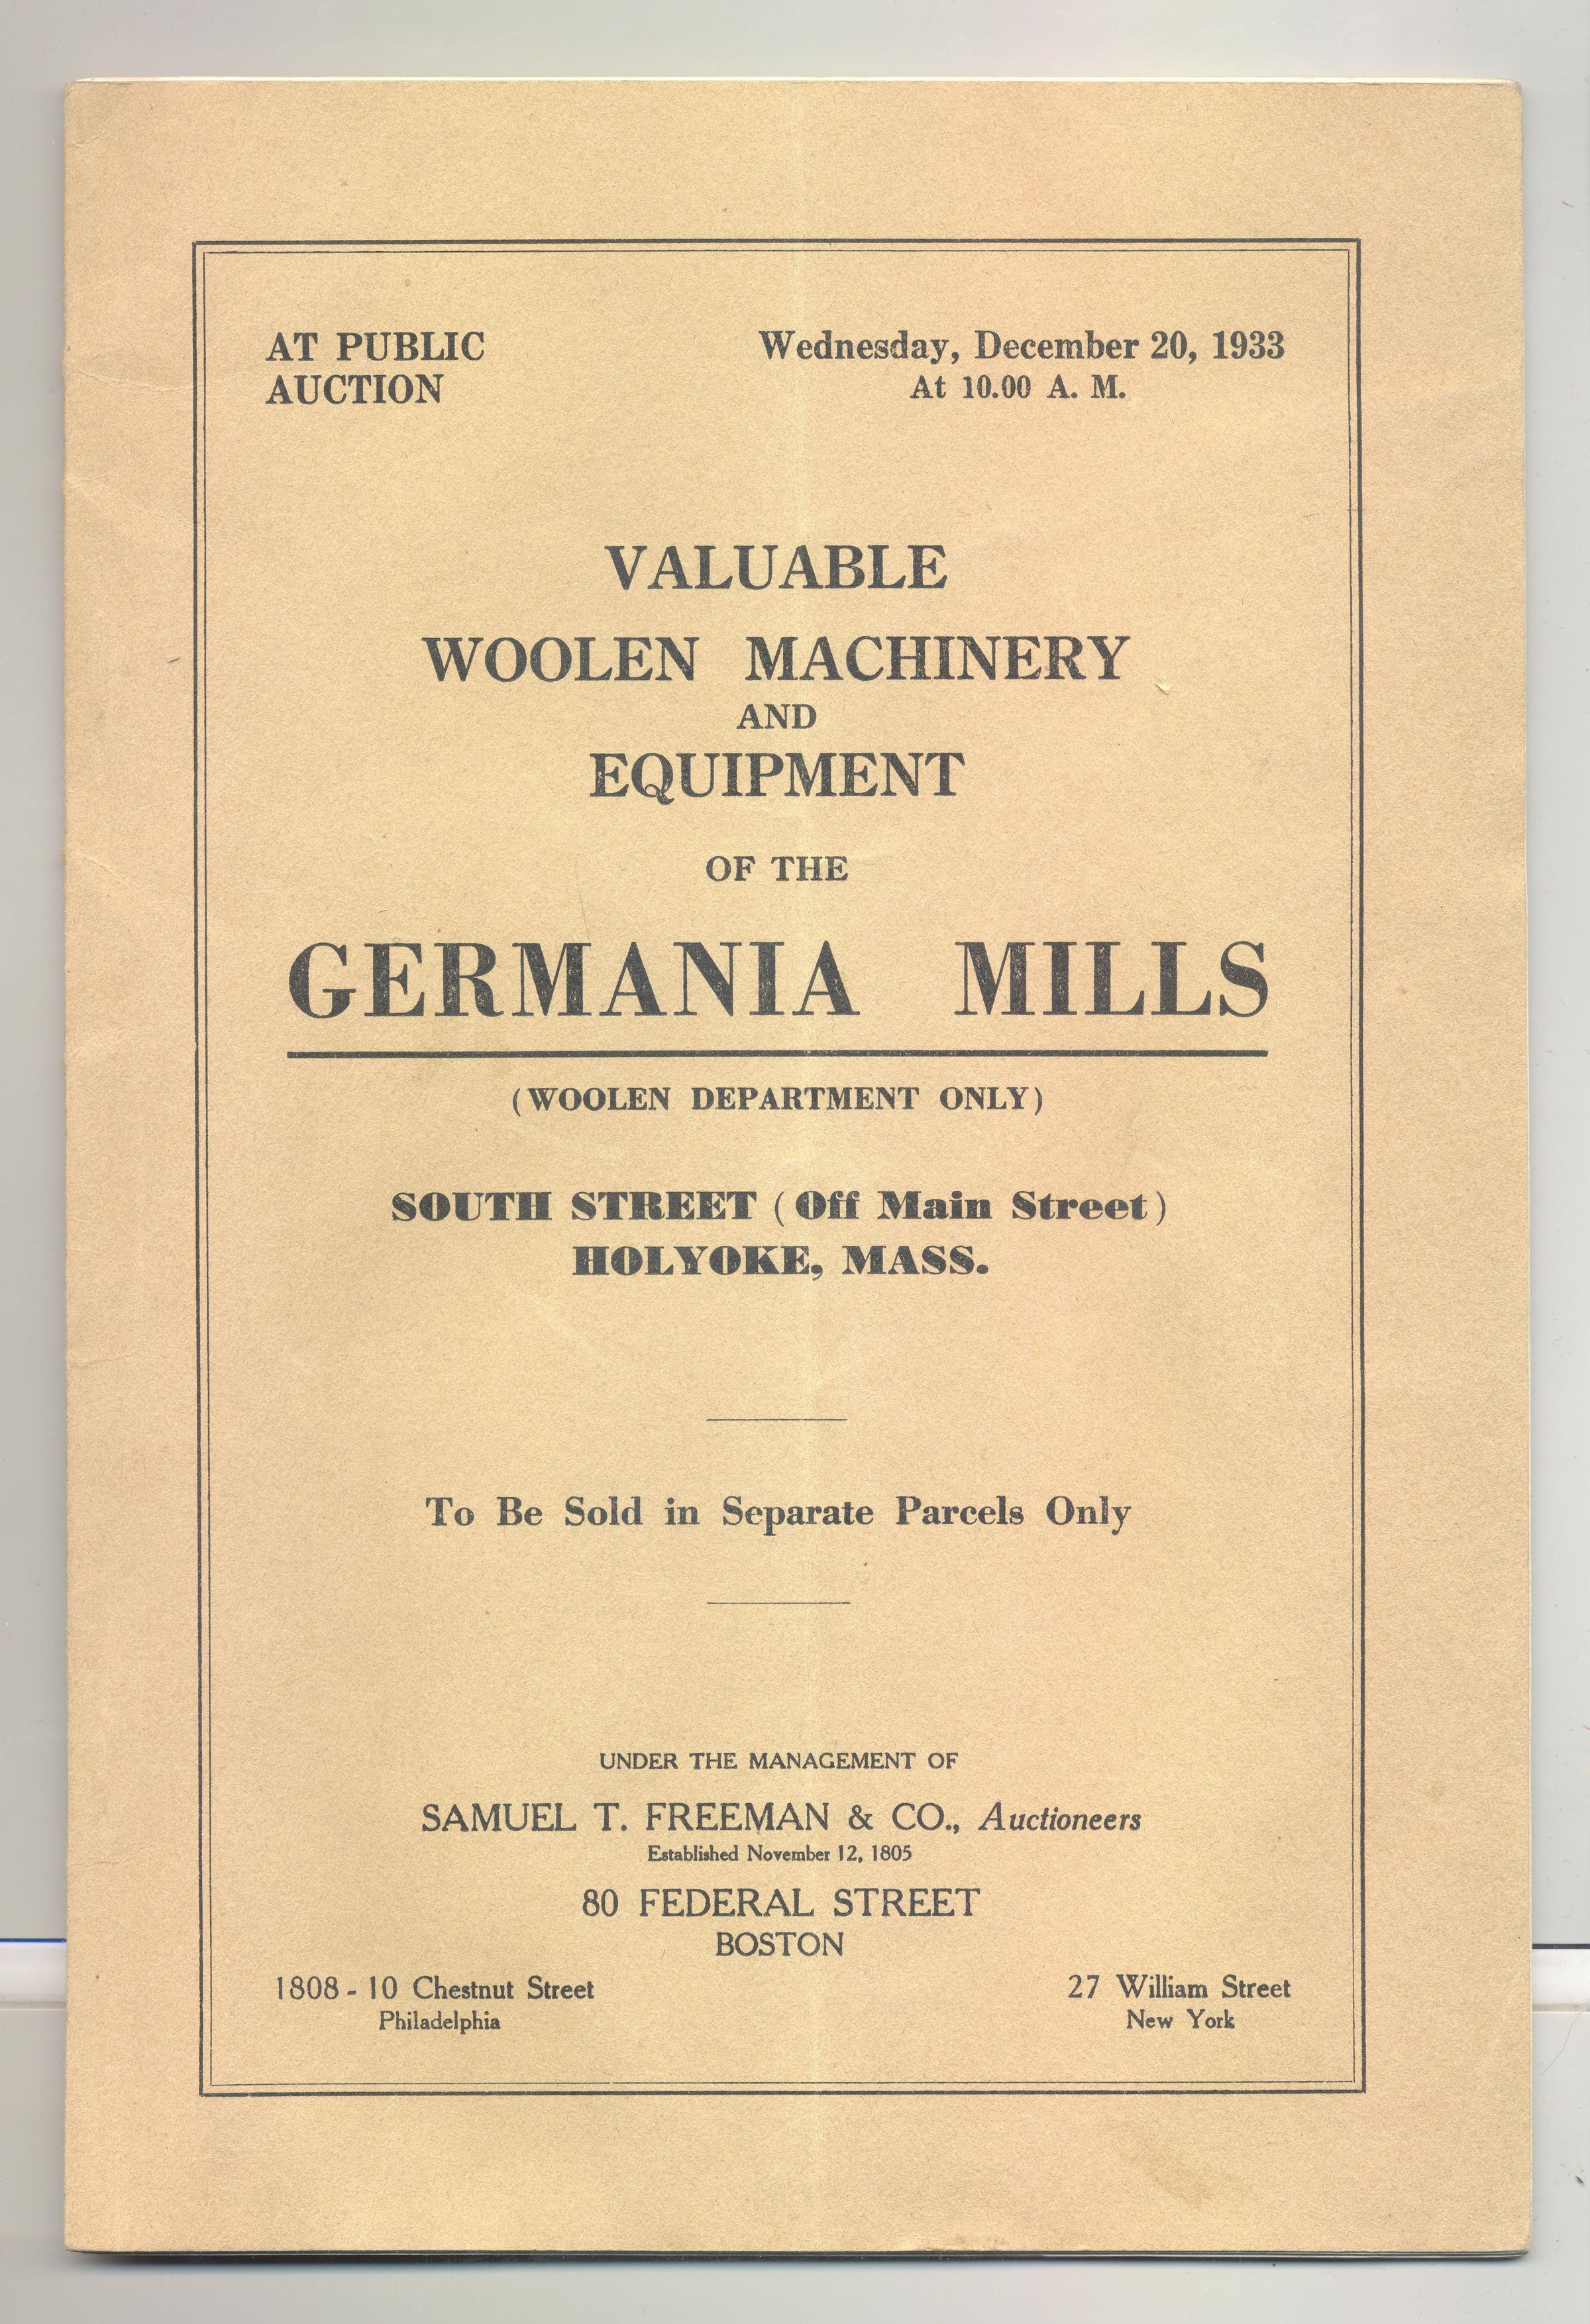 AT PUBLIC
AUCTION
Wednesday, December 20, 1933
At 10.00 A. M.
VALUABLE
WOOLEN MACHINERY
AND
EQUIPMENT
OF THE
GERMANIA MILLS
(WOOLEN DEPARTMENT ONLY)
SOUTH STREET (Off Main Street)
HOLYOKE, MASS.
To Be Sold in Separate Parcels Only
UNDER THE MANAGEMENT OF
SAMUEL T. FREEMAN & CO., Auctioneers
Established November 12, 1805
80 FEDERAL STREET
BOSTON
1808-10 Chestnut Street
Philadelphia
27 William Street
New York